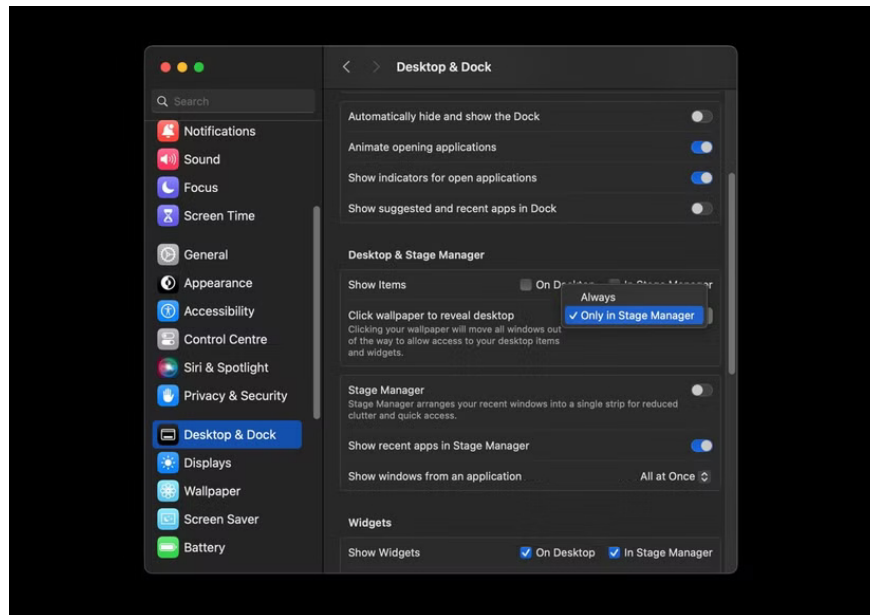 Desktop & Dock
Search
Notifications
Sound
Focus
Screen Time
General
Appearance
Accessibility
Control Centre
Siri & Spotlight
Privacy & Security
Desktop & Dock
Displays
Wallpaper
Screen Saver
Battery
Automatically hide and show the Dock
Animate opening applications
Show indicators for open applications
Show suggested and recent apps in Dock
Desktop & Stage Manager
Show Items On
Always
Click wallpaper to reveal desktop ✓ Only in Stage Manager
Clicking your wallpaper will move all windows out
of the way to allow access to your desktop items
and widgets.
Stage Manager
Stage Manager arranges your recent windows into a single strip for reduced
clutter and quick access.
Show recent apps in Stage Manager
Show windows from an application All at Once
Widgets
Show Widgets On Desktop In Stage Manager